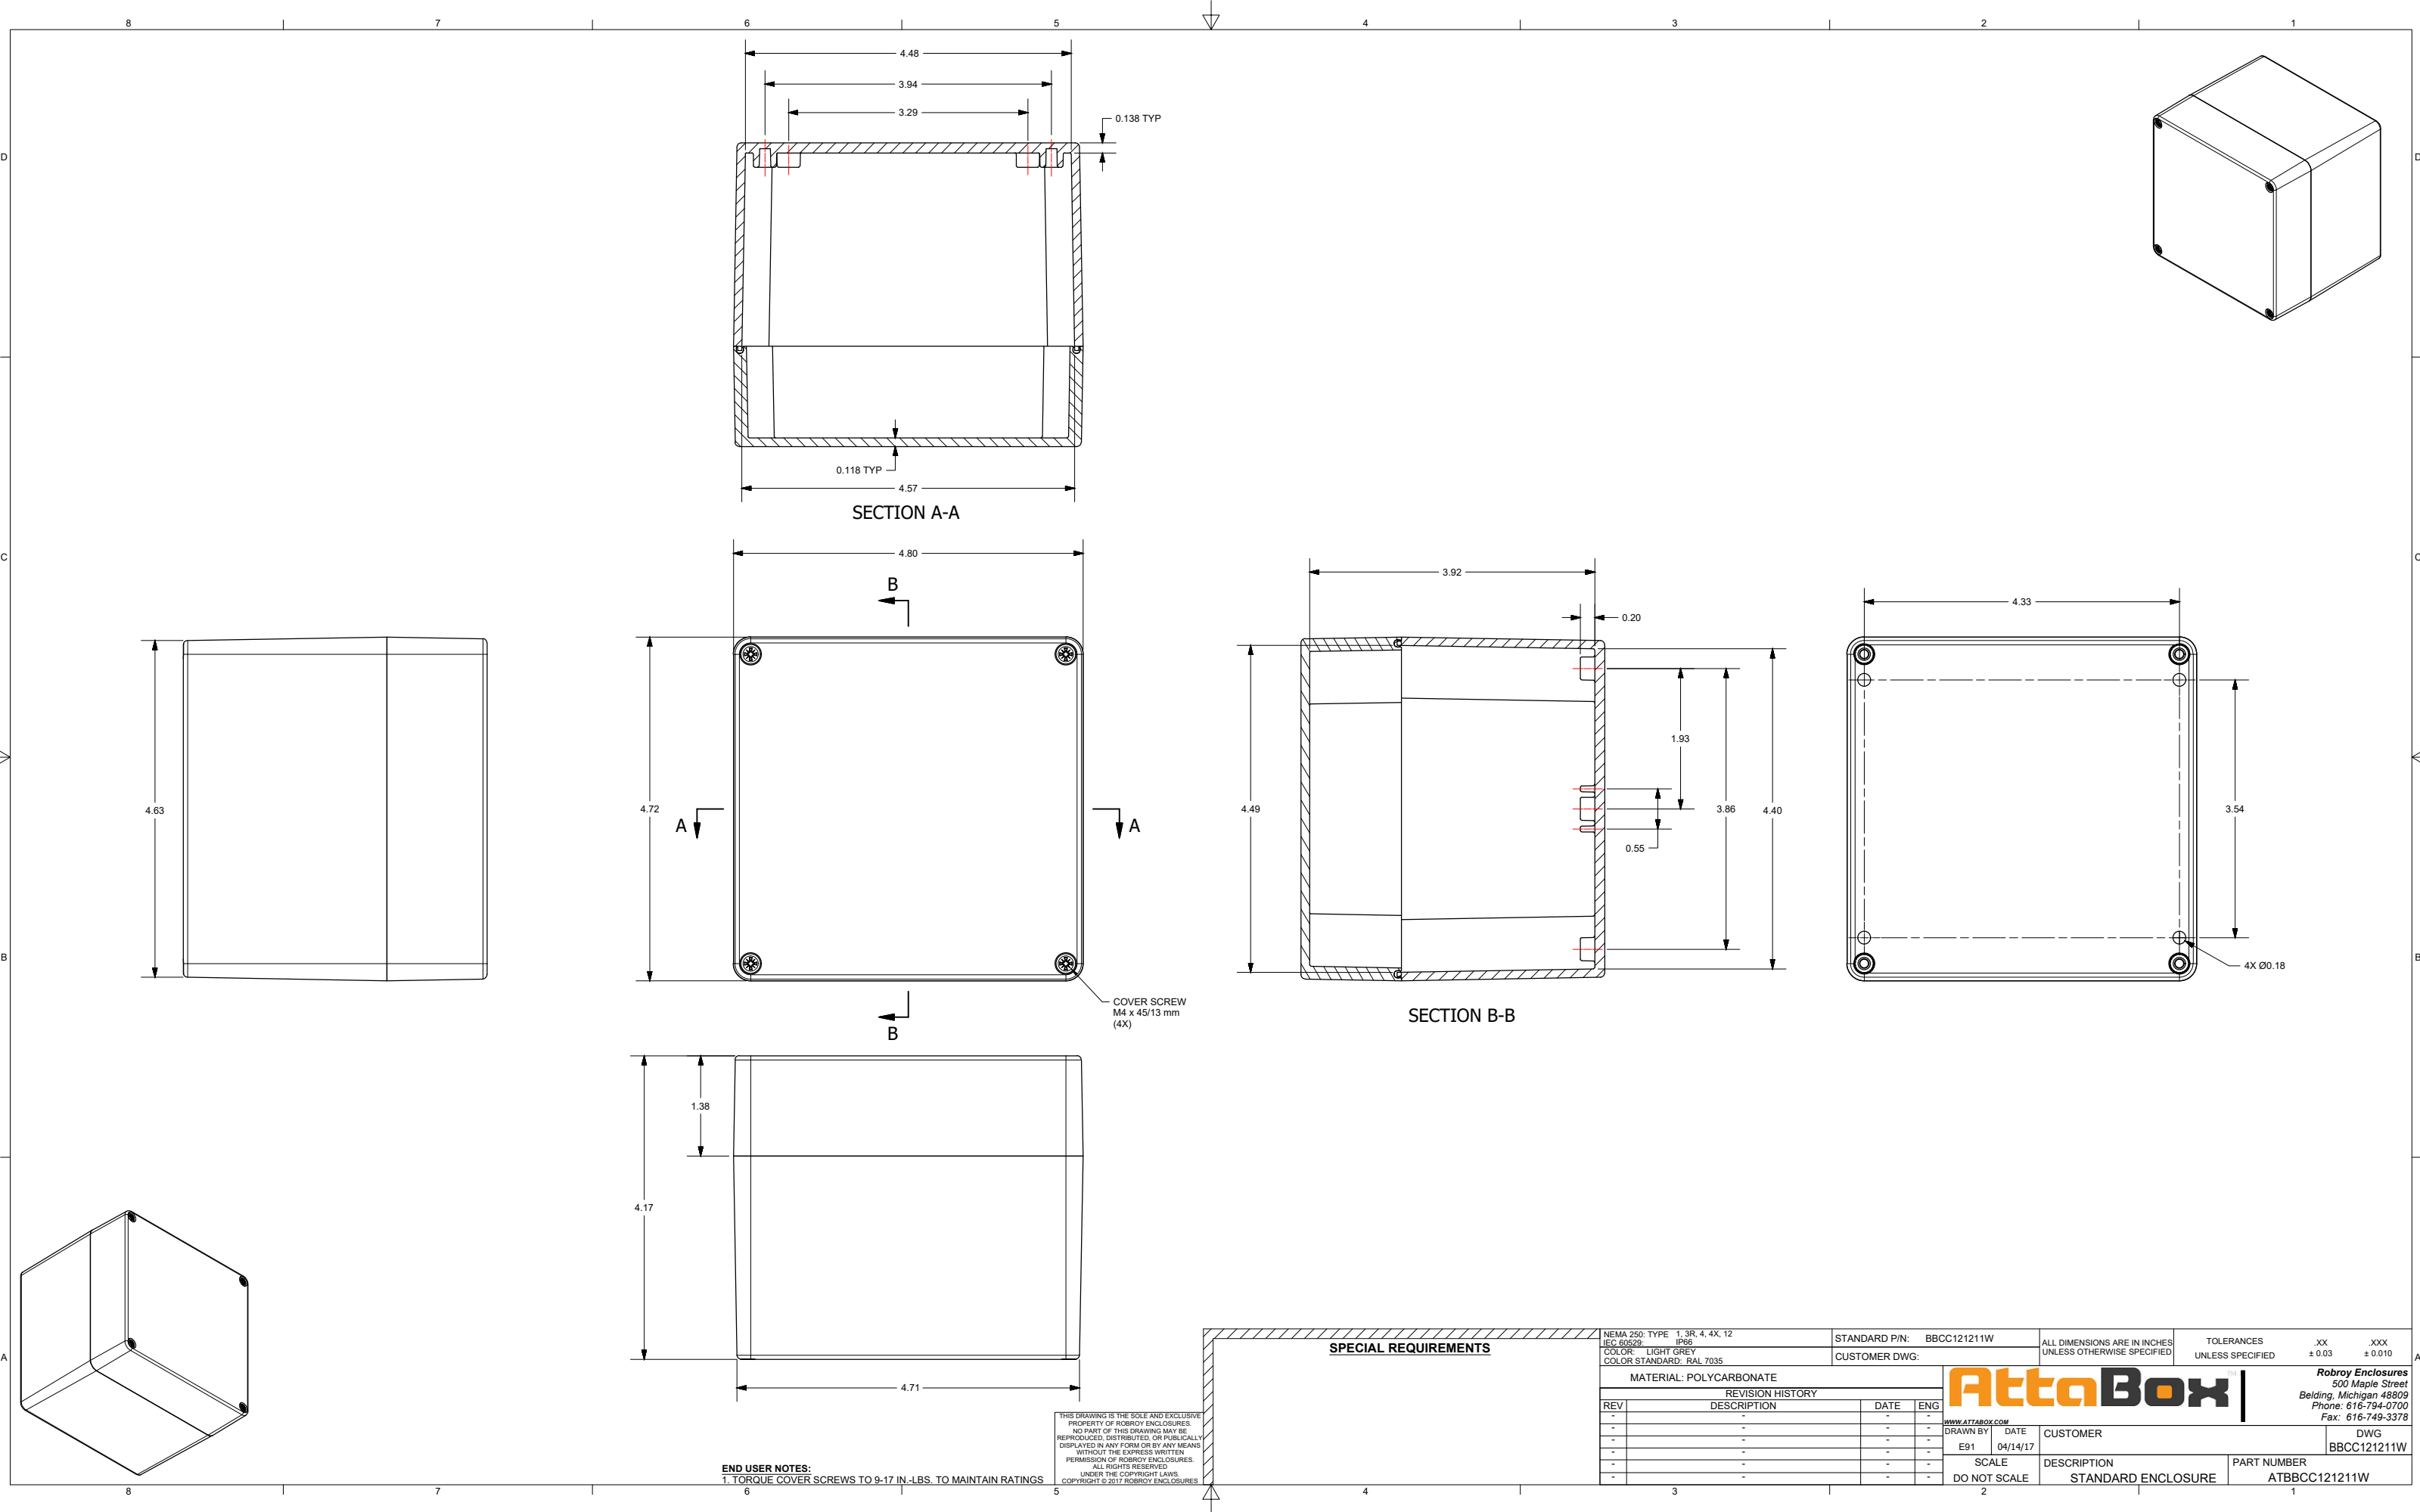 8 7 6 5 4 3 2 1
4.48
3.94
3.29
0.138 TYP
D
D
0.118 TYP
4.57
SECTION A-A
4.80
B
3.92
C
C
4.33
0.20
1.93
4.63
4.72
A
A
4.49
3.86
4.40
3.54
0.55
B
B
4X Ø0.18
COVER SCREW
M4 x 45/13 mm
(4X)
SECTION B-B
B
1.38
4.17
4.71
A
A
SPECIAL REQUIREMENTS
NEMA 250: TYPE 1, 3R, 4, 4X, 12
IEC 60529: IP66
COLOR: LIGHT GREY
COLOR STANDARD: RAL 7035
STANDARD P/N: BBCC121211W
CUSTOMER DWG:
ALL DIMENSIONS ARE IN INCHES
UNLESS OTHERWISE SPECIFIED
TOLERANCES .XX .XXX
UNLESS SPECIFIED ± 0.03 ± 0.010
MATERIAL: POLYCARBONATE
REVISION HISTORY
REV DESCRIPTION DATE ENG
- - - -
- - - -
- - - -
- - - -
- - - -
- - - -
AttaBox TM
WWW.ATTABOX.COM
Robroy Enclosures
500 Maple Street
Belding, Michigan 48809
Phone: 616-794-0700
Fax: 616-749-3378
DRAWN BY DATE
E91 04/14/17
CUSTOMER
DWG
BBCC121211W
SCALE
DO NOT SCALE
DESCRIPTION
STANDARD ENCLOSURE
PART NUMBER
ATBBCC121211W
THIS DRAWING IS THE SOLE AND EXCLUSIVE
PROPERTY OF ROBROY ENCLOSURES.
NO PART OF THIS DRAWING MAY BE
REPRODUCED, DISTRIBUTED, OR PUBLICALLY
DISPLAYED IN ANY FORM OR BY ANY MEANS
WITHOUT THE EXPRESS WRITTEN
PERMISSION OF ROBROY ENCLOSURES.
ALL RIGHTS RESERVED
UNDER THE COPYRIGHT LAWS.
COPYRIGHT © 2017 ROBROY ENCLOSURES
END USER NOTES:
1. TORQUE COVER SCREWS TO 9-17 IN.-LBS. TO MAINTAIN RATINGS
8 7 6 5 4 3 2 1